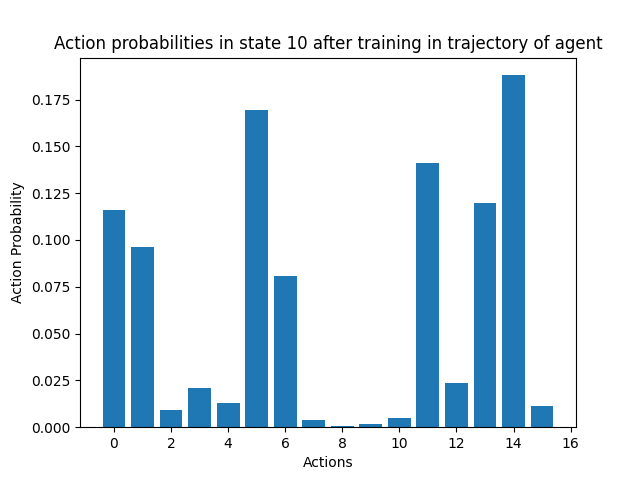 Action probabilities in state 10 after training in trajectory of agent
0.175
0.150
0.125
0.100
0.075
0.050
0.025
0.000
Action Probability
0 2 4 6 8 10 12 14 16
Actions